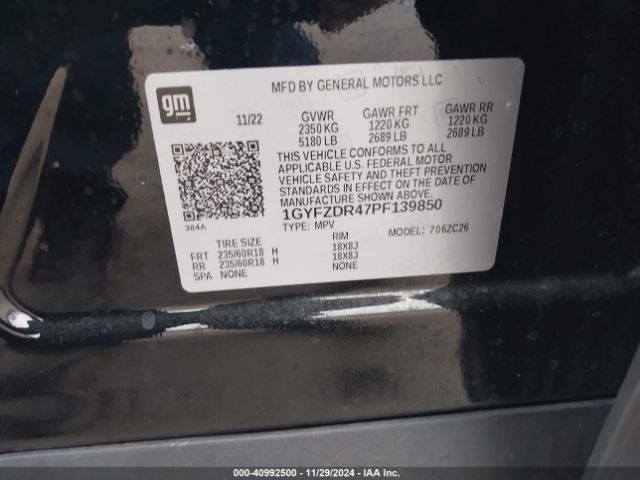 MFD BY GENERAL MOTORS LLC
gm
11/22 GVWR GAWR FRT GAWR RR
2350 KG 1220 KG 1220 KG
5180 LB 2689 LB 2689 LB
THIS VEHICLE CONFORMS TO ALL
APPLICABLE U.S. FEDERAL MOTOR
VEHICLE SAFETY AND THEFT PREVENTION
STANDARDS IN EFFECT ON THE DATE OF
MANUFACTURE SHOWN ABOVE.
1GYFZDR47PF139850
384A
TYPE: MPV MODEL: 706ZC26
TIRE SIZE RIM
FRT 235/60R18 H 18X8J
RR 235/60R18 H 18X8J
SPA NONE NONE
000-40992500 - 11/29/2024 - IAA Inc.